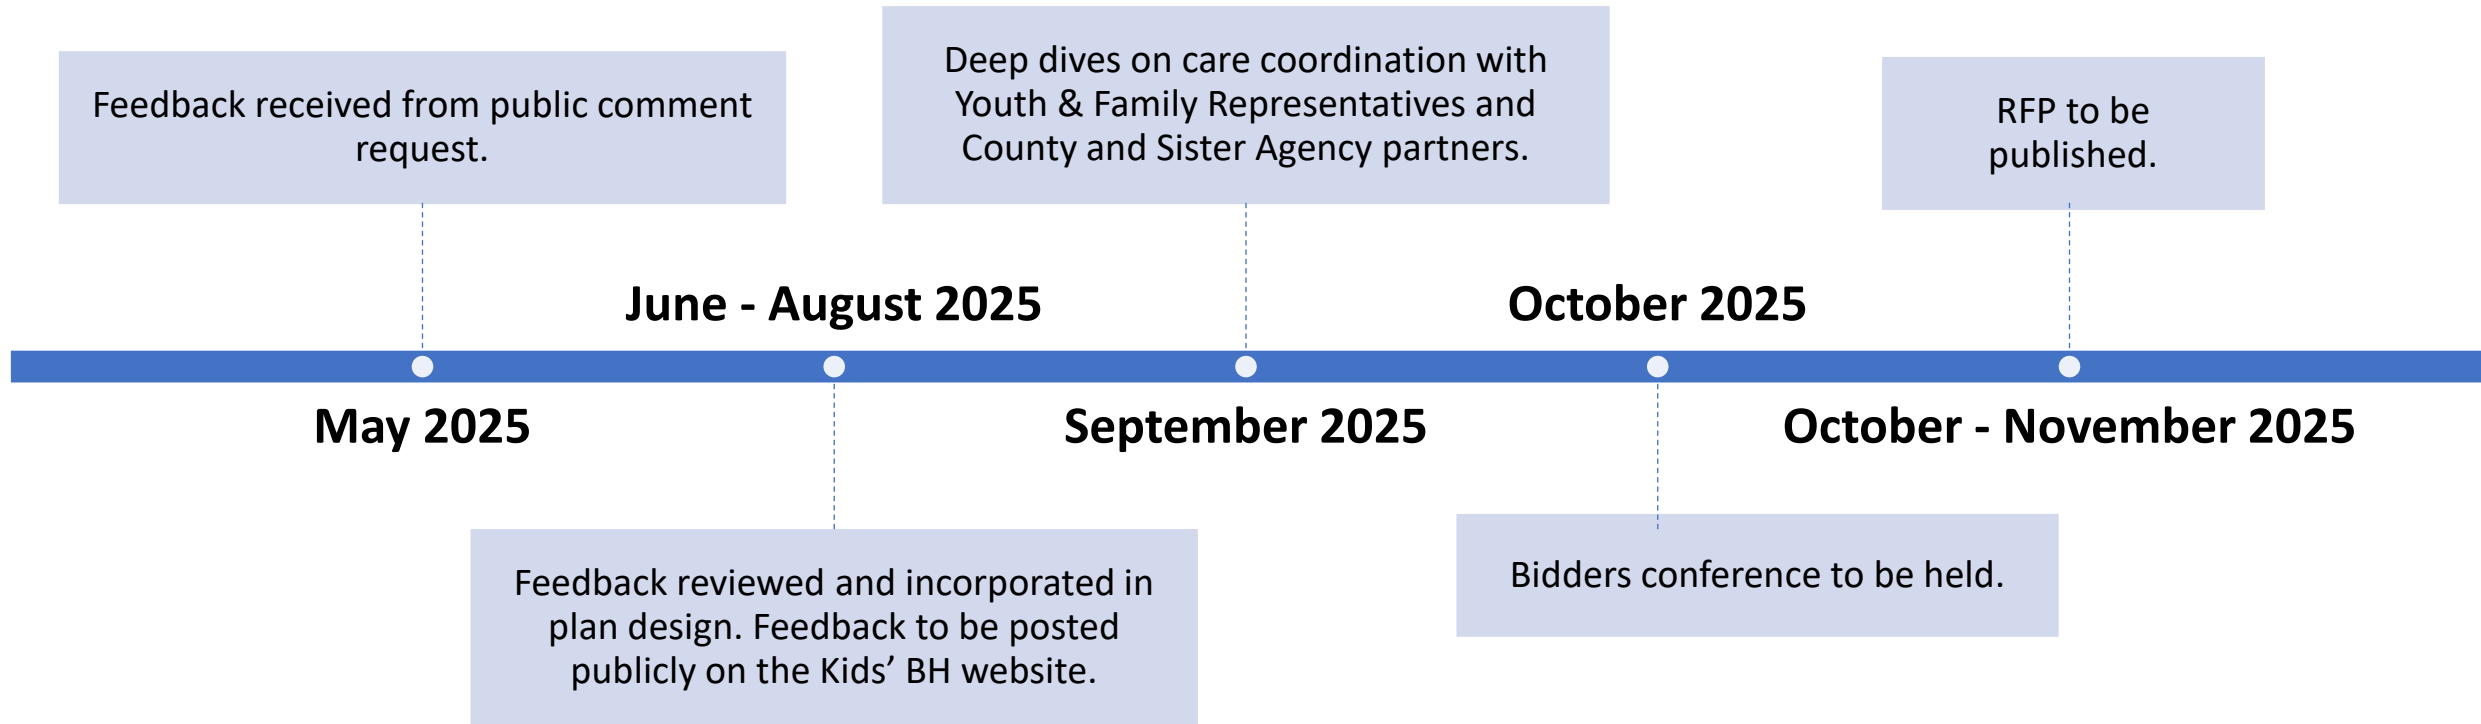 Feedback received from public comment
request.
May 2025
June - August 2025
Feedback reviewed and incorporated in
plan design. Feedback to be posted
publicly on the Kids’ BH website.
Deep dives on care coordination with
Youth & Family Representatives and
County and Sister Agency partners.
September 2025
October 2025
Bidders conference to be held.
RFP to be
published.
October - November 2025